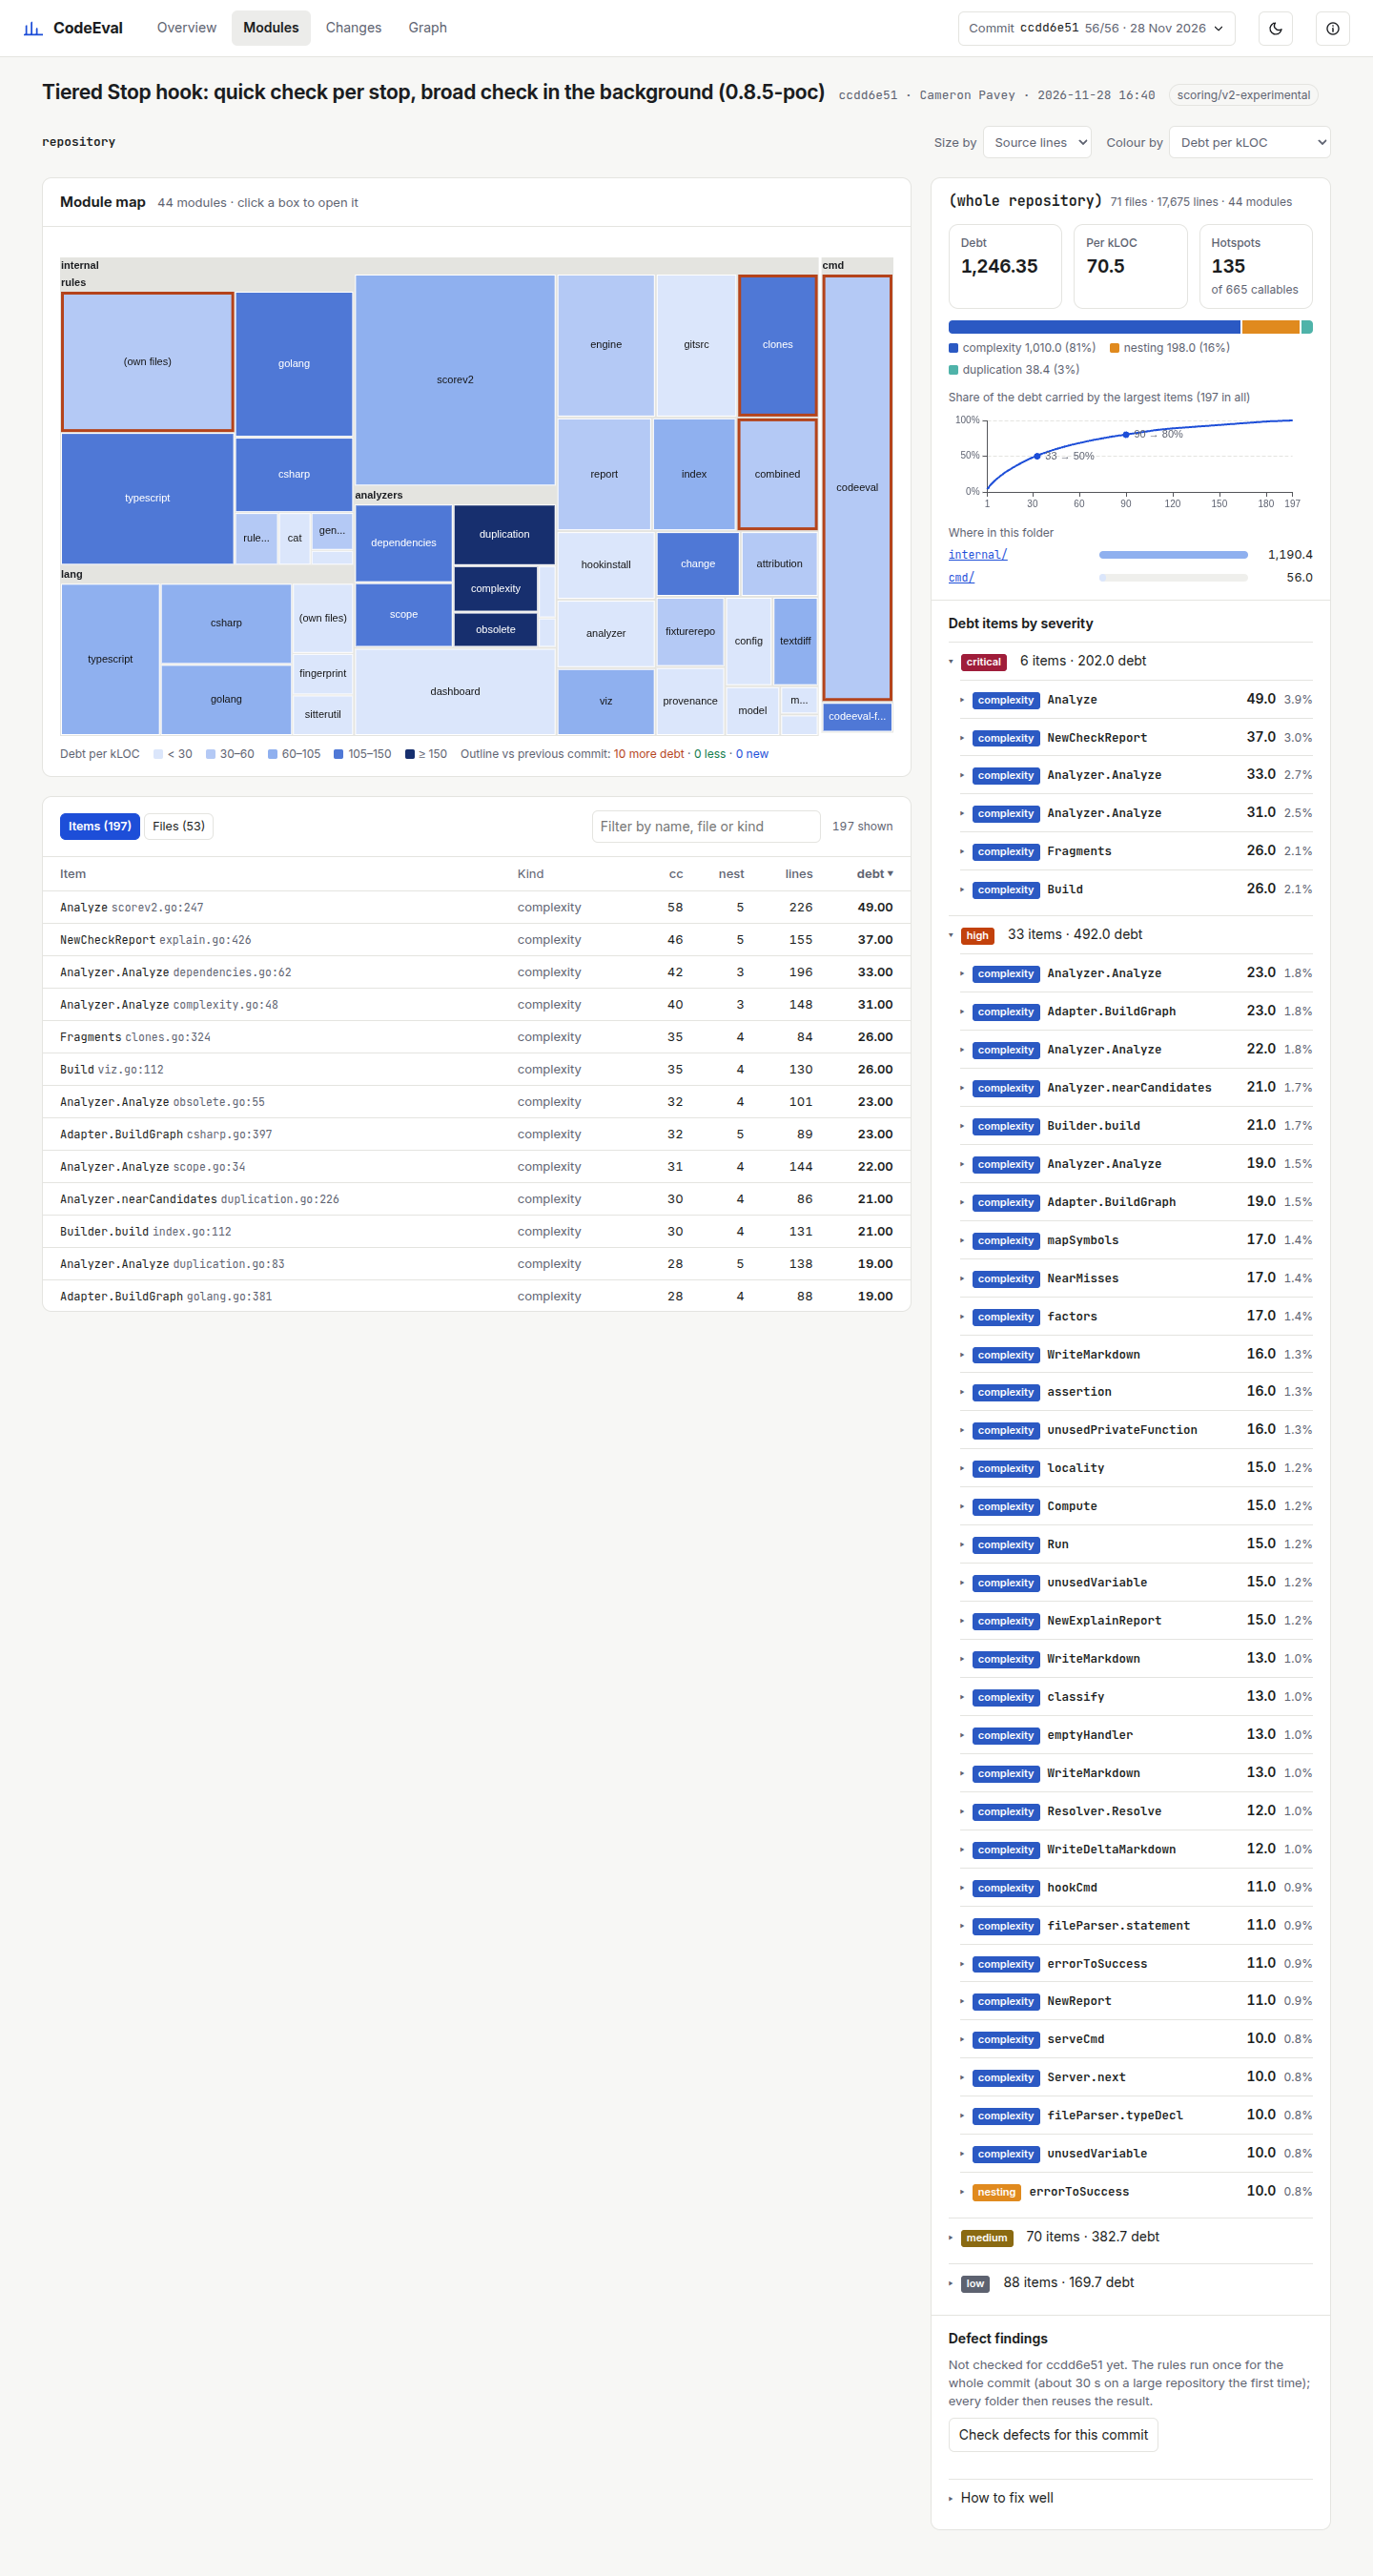 CodeEval Overview Modules Changes Graph Commit ccdd6e51 56/56 · 28 Nov 2026
Tiered Stop hook: quick check per stop, broad check in the background (0.8.5-poc) ccdd6e51 · Cameron Pavey · 2026-11-28 16:40 scoring/v2-experimental
repository Size by Source lines Colour by Debt per kLOC
Module map 44 modules · click a box to open it
internal
cmd
rules
(own files)
golang
scorev2
engine
gitsrc
clones
codeeval
typescript
csharp
report
index
combined
rule...
cat
gen...
analyzers
dependencies
duplication
hookinstall
change
attribution
lang
complexity
scope
obsolete
typescript
csharp
(own files)
golang
fingerprint
sitterutil
dashboard
analyzer
fixturerepo
config
textdiff
viz
provenance
model
m...
codeeval-f...
Debt per kLOC < 30 30–60 60–105 105–150 ≥ 150 Outline vs previous commit: 10 more debt · 0 less · 0 new
Items (197) Files (53) Filter by name, file or kind 197 shown
Item Kind cc nest lines debt ▾
Analyze scorev2.go:247 complexity 58 5 226 49.00
NewCheckReport explain.go:426 complexity 46 5 155 37.00
Analyzer.Analyze dependencies.go:62 complexity 42 3 196 33.00
Analyzer.Analyze complexity.go:48 complexity 40 3 148 31.00
Fragments clones.go:324 complexity 35 4 84 26.00
Build viz.go:112 complexity 35 4 130 26.00
Analyzer.Analyze obsolete.go:55 complexity 32 4 101 23.00
Adapter.BuildGraph csharp.go:397 complexity 32 5 89 23.00
Analyzer.Analyze scope.go:34 complexity 31 4 144 22.00
Analyzer.nearCandidates duplication.go:226 complexity 30 4 86 21.00
Builder.build index.go:112 complexity 30 4 131 21.00
Analyzer.Analyze duplication.go:83 complexity 28 5 138 19.00
Adapter.BuildGraph golang.go:381 complexity 28 4 88 19.00
(whole repository) 71 files · 17,675 lines · 44 modules
Debt Per kLOC Hotspots
1,246.35 70.5 135
of 665 callables
complexity 1,010.0 (81%) nesting 198.0 (16%)
duplication 38.4 (3%)
Share of the debt carried by the largest items (197 in all)
100%
90 → 80%
50%
33 → 50%
0%
1 30 60 90 120 150 180 197
Where in this folder
internal/ 1,190.4
cmd/ 56.0
Debt items by severity
critical 6 items · 202.0 debt
complexity Analyze 49.0 3.9%
complexity NewCheckReport 37.0 3.0%
complexity Analyzer.Analyze 33.0 2.7%
complexity Analyzer.Analyze 31.0 2.5%
complexity Fragments 26.0 2.1%
complexity Build 26.0 2.1%
high 33 items · 492.0 debt
complexity Analyzer.Analyze 23.0 1.8%
complexity Adapter.BuildGraph 23.0 1.8%
complexity Analyzer.Analyze 22.0 1.8%
complexity Analyzer.nearCandidates 21.0 1.7%
complexity Builder.build 21.0 1.7%
complexity Analyzer.Analyze 19.0 1.5%
complexity Adapter.BuildGraph 19.0 1.5%
complexity mapSymbols 17.0 1.4%
complexity NearMisses 17.0 1.4%
complexity factors 17.0 1.4%
complexity WriteMarkdown 16.0 1.3%
complexity assertion 16.0 1.3%
complexity unusedPrivateFunction 16.0 1.3%
complexity locality 15.0 1.2%
complexity Compute 15.0 1.2%
complexity Run 15.0 1.2%
complexity unusedVariable 15.0 1.2%
complexity NewExplainReport 15.0 1.2%
complexity WriteMarkdown 13.0 1.0%
complexity classify 13.0 1.0%
complexity emptyHandler 13.0 1.0%
complexity WriteMarkdown 13.0 1.0%
complexity Resolver.Resolve 12.0 1.0%
complexity WriteDeltaMarkdown 12.0 1.0%
complexity hookCmd 11.0 0.9%
complexity fileParser.statement 11.0 0.9%
complexity errorToSuccess 11.0 0.9%
complexity NewReport 11.0 0.9%
complexity serveCmd 10.0 0.8%
complexity Server.next 10.0 0.8%
complexity fileParser.typeDecl 10.0 0.8%
complexity unusedVariable 10.0 0.8%
nesting errorToSuccess 10.0 0.8%
medium 70 items · 382.7 debt
low 88 items · 169.7 debt
Defect findings
Not checked for ccdd6e51 yet. The rules run once for the
whole commit (about 30 s on a large repository the first time);
every folder then reuses the result.
Check defects for this commit
How to fix well